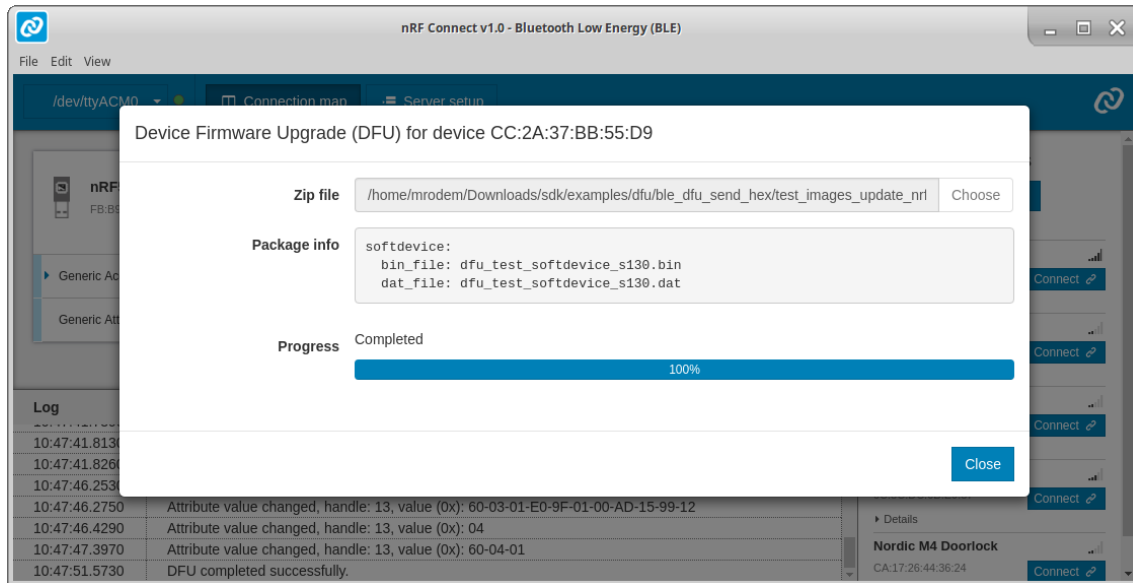 nRF Connect v1.0 - Bluetooth Low Energy (BLE)
File Edit View
/dev/ttyACM0 Connection map Server setup
Device Firmware Upgrade (DFU) for device CC:2A:37:BB:55:D9
Zip file /home/mrodem/Downloads/sdk/examples/dfu/ble_dfu_send_hex/test_images_update_nrf Choose
Package info softdevice:
bin_file: dfu_test_softdevice_s130.bin
dat_file: dfu_test_softdevice_s130.dat
Progress Completed
100%
Close
nRF
FB:B9
Generic Ac
Generic Att
Connect
Connect
Connect
Connect
Details
Nordic M4 Doorlock
CA:17:26:44:36:24 Connect
Log
10:47:41.8130
10:47:41.8260
10:47:46.2530
10:47:46.2750 Attribute value changed, handle: 13, value (0x): 60-03-01-E0-9F-01-00-AD-15-99-12
10:47:46.4290 Attribute value changed, handle: 13, value (0x): 04
10:47:47.3970 Attribute value changed, handle: 13, value (0x): 60-04-01
10:47:51.5730 DFU completed successfully.